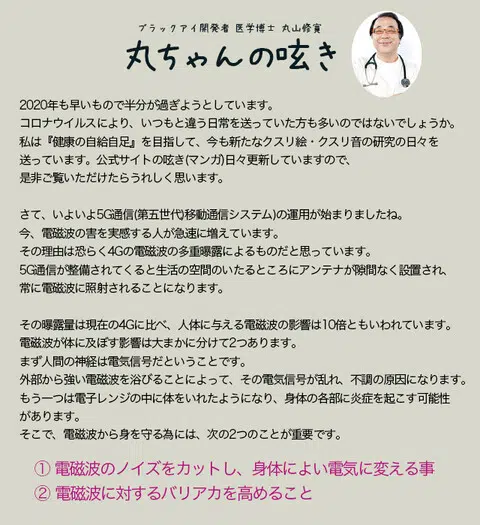 ブラックアイ開発者 医学博士 丸山修寛
丸ちゃんの呟き
2020年も早いもので半分が過ぎようとしています。
コロナウイルスにより、いつもと違う日常を送っていた方も多いのではないでしょうか。
私は『健康の自給自足』を目指して、今も新たなクスリ絵・クスリ音の研究の日々を
送っています。公式サイトの呟き(マンガ)日々更新していますので、
是非ご覧いただけたらうれしく思います。
さて、いよいよ5G通信(第五世代)移動通信システム)の運用が始まりましたね。
今、電磁波の害を実感する人が急速に増えています。
その理由は恐らく4Gの電磁波の多重曝露によるものだと思っています。
5G通信が整備されてくると生活の空間のいたるところにアンテナが隙間なく設置され、
常に電磁波に照射されることになります。
その曝露量は現在の4Gに比べ、人体に与える電磁波の影響は10倍ともいわれています。
電磁波が体に及ぼす影響は大まかに分けて2つあります。
まず人間の神経は電気信号だということです。
外部から強い電磁波を浴びることによって、その電気信号が乱れ、不調の原因になります。
もう一つは電子レンジの中に体をいれたようになり、身体の各部に炎症を起こす可能性
があります。
そこで、電磁波から身を守る為には、次の2つのことが重要です。
① 電磁波のノイズをカットし、身体によい電気に変える事
② 電磁波に対するバリア力を高めること